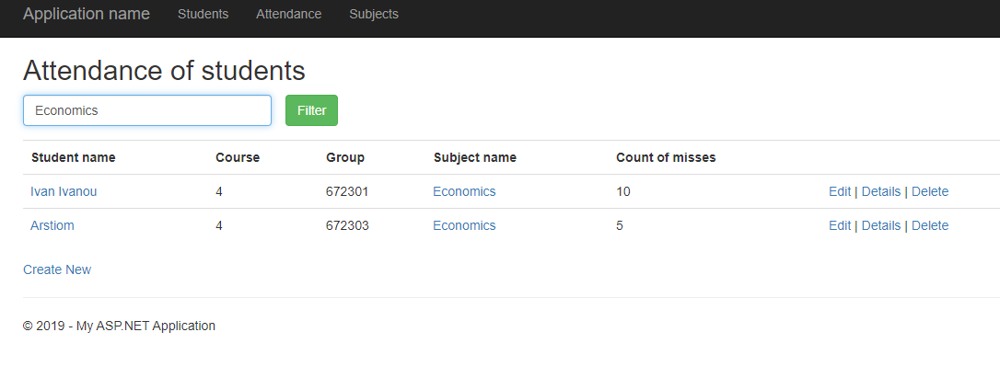 Application name Students Attendance Subjects
Attendance of students
Economics Filter
Student name Course Group Subject name Count of misses
Ivan Ivanou 4 672301 Economics 10 Edit | Details | Delete
Arstiom 4 672303 Economics 5 Edit | Details | Delete
Create New
© 2019 - My ASP.NET Application